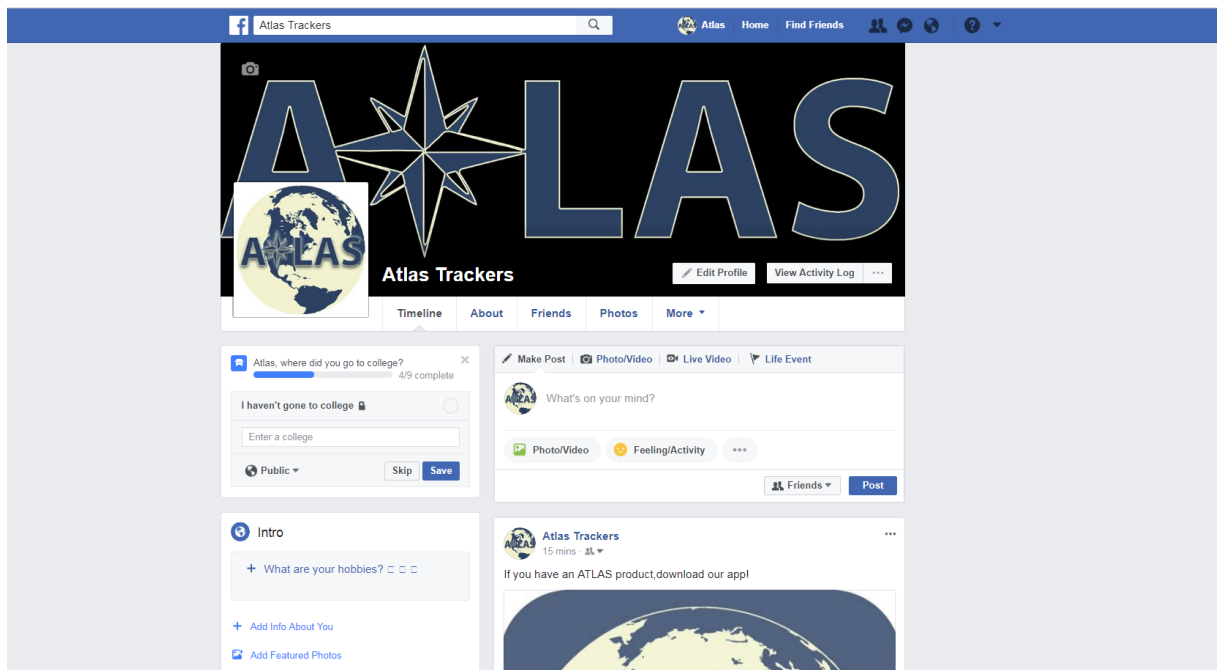 Atlas Trackers
Atlas Home Find Friends
ATLAS
ATLAS
Atlas Trackers
Edit Profile View Activity Log
Timeline About Friends Photos More
Atlas, where did you go to college?
4/9 complete
I haven't gone to college
Enter a college
Public Skip Save
Intro
+ What are your hobbies?
+ Add Info About You
Add Featured Photos
Make Post Photo/Video Live Video Life Event
ATLAS
What's on your mind?
Photo/Video Feeling/Activity
Friends Post
ATLAS
Atlas Trackers
15 mins ·
If you have an ATLAS product,download our app!